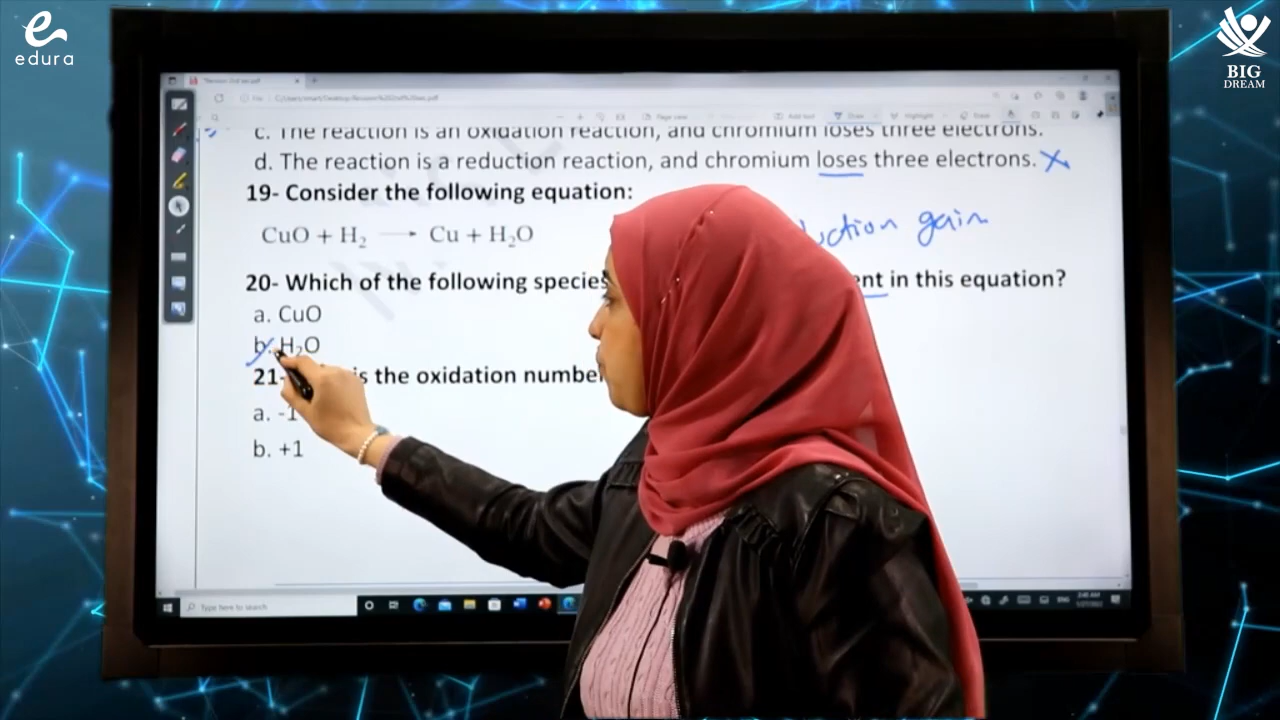 edura
BIG
DREAM
c. The reaction is an oxidation reaction, and chromium loses three electrons.
d. The reaction is a reduction reaction, and chromium loses three electrons. X
19- Consider the following equation:
CuO + H₂ → Cu + H₂O
uction gain
20- Which of the following species ent in this equation?
a. CuO
b. H₂O
21- is the oxidation number
a. -1
b. +1
Type here to search